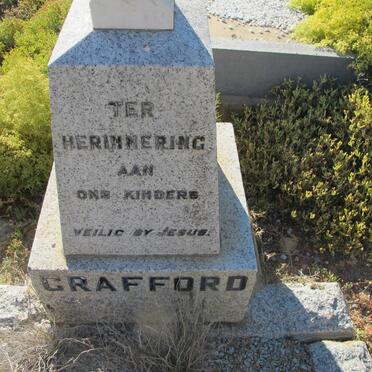 TER
HERINNERING
AAN
ONS KINDERS
VEILIG BY JESUS.
GRAFFORD